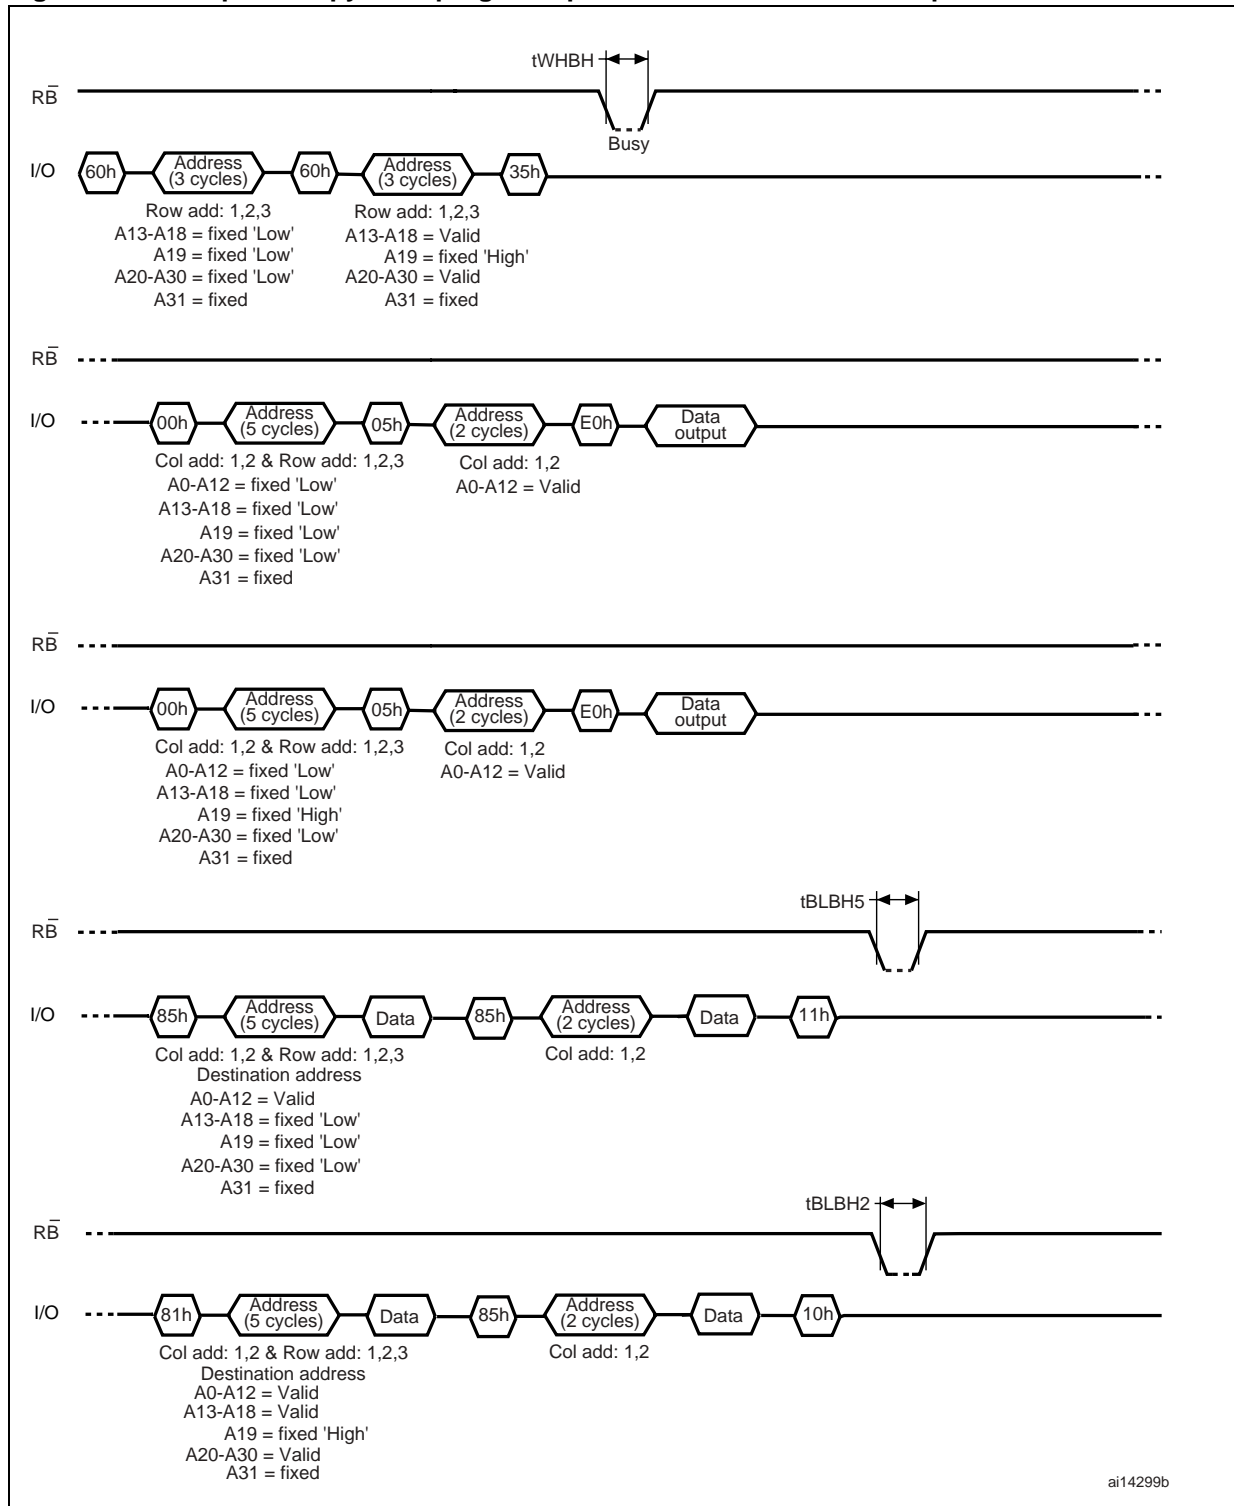 tWHBH
RB̅
Busy
I/O 60h Address (3 cycles) 60h Address (3 cycles) 35h
Row add: 1,2,3 Row add: 1,2,3
A13-A18 = fixed 'Low' A13-A18 = Valid
A19 = fixed 'Low' A19 = fixed 'High'
A20-A30 = fixed 'Low' A20-A30 = Valid
A31 = fixed A31 = fixed
RB̅
I/O 00h Address (5 cycles) 05h Address (2 cycles) E0h Data output
Col add: 1,2 & Row add: 1,2,3 Col add: 1,2
A0-A12 = fixed 'Low' A0-A12 = Valid
A13-A18 = fixed 'Low'
A19 = fixed 'Low'
A20-A30 = fixed 'Low'
A31 = fixed
RB̅
I/O 00h Address (5 cycles) 05h Address (2 cycles) E0h Data output
Col add: 1,2 & Row add: 1,2,3 Col add: 1,2
A0-A12 = fixed 'Low' A0-A12 = Valid
A13-A18 = fixed 'Low'
A19 = fixed 'High'
A20-A30 = fixed 'Low'
A31 = fixed
tBLBH5
RB̅
I/O 85h Address (5 cycles) Data 85h Address (2 cycles) Data 11h
Col add: 1,2 & Row add: 1,2,3 Col add: 1,2
Destination address
A0-A12 = Valid
A13-A18 = fixed 'Low'
A19 = fixed 'Low'
A20-A30 = fixed 'Low'
A31 = fixed
tBLBH2
RB̅
I/O 81h Address (5 cycles) Data 85h Address (2 cycles) Data 10h
Col add: 1,2 & Row add: 1,2,3 Col add: 1,2
Destination address
A0-A12 = Valid
A13-A18 = Valid
A19 = fixed 'High'
A20-A30 = Valid
A31 = fixed
ai14299b